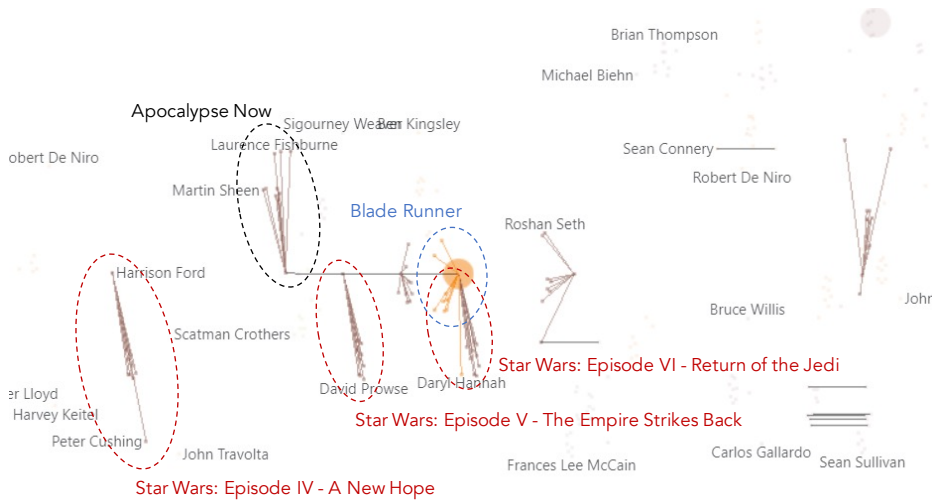 Brian Thompson
Michael Biehn
Apocalypse Now
Sigourney Weaver
Ben Kingsley
Laurence Fishburne
Sean Connery
obert De Niro
Robert De Niro
Martin Sheen
Blade Runner
Roshan Seth
Harrison Ford
John
Bruce Willis
Scatman Crothers
Star Wars: Episode VI - Return of the Jedi
David Prowse
Daryl Hannah
er Lloyd
Harvey Keitel
Star Wars: Episode V - The Empire Strikes Back
Peter Cushing
John Travolta
Carlos Gallardo
Frances Lee McCain
Sean Sullivan
Star Wars: Episode IV - A New Hope